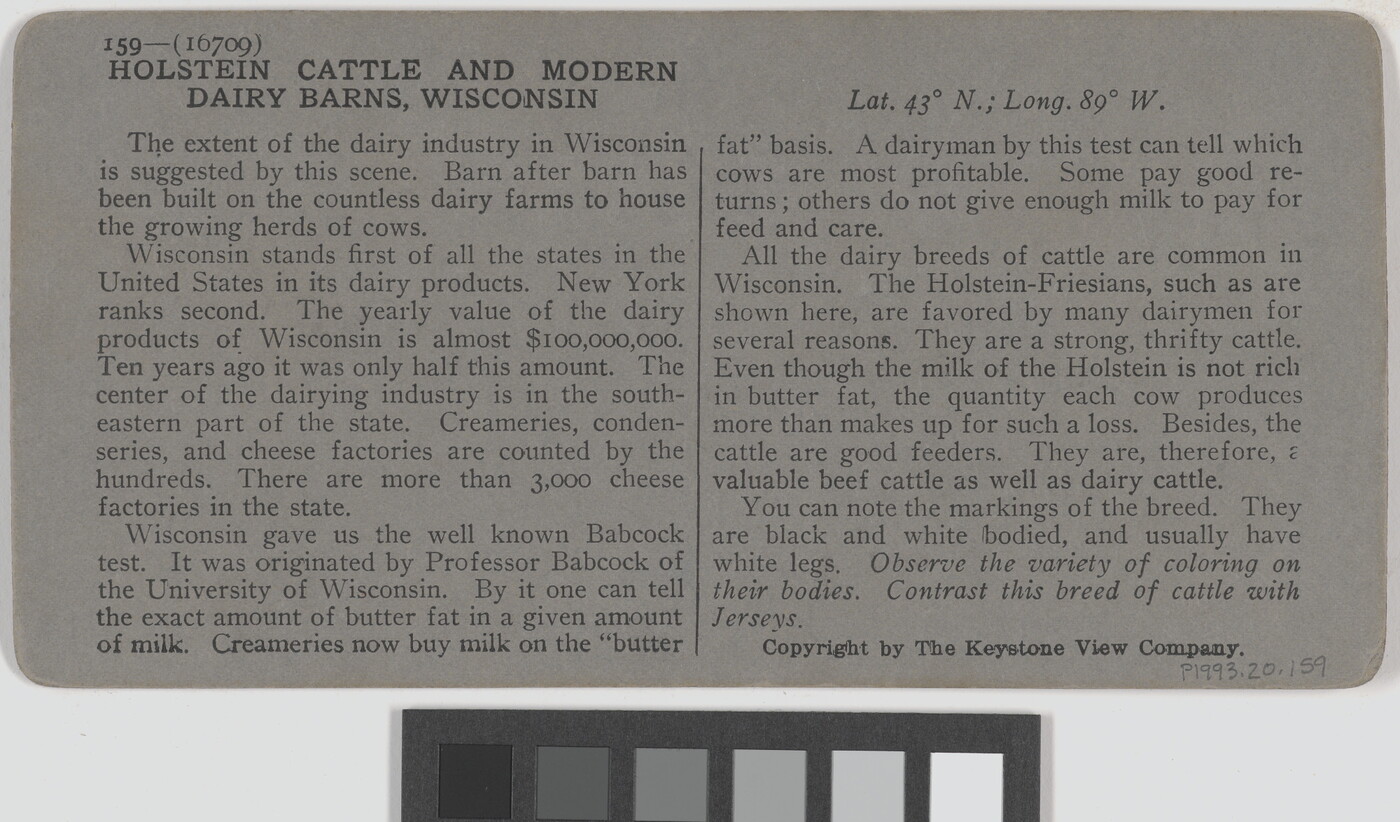 159—(16709)
HOLSTEIN CATTLE AND MODERN
DAIRY BARNS, WISCONSIN
Lat. 43° N.; Long. 89° W.
The extent of the dairy industry in Wisconsin
is suggested by this scene. Barn after barn has
been built on the countless dairy farms to house
the growing herds of cows.
Wisconsin stands first of all the states in the
United States in its dairy products. New York
ranks second. The yearly value of the dairy
products of Wisconsin is almost $100,000,000.
Ten years ago it was only half this amount. The
center of the dairying industry is in the south-
eastern part of the state. Creameries, conden-
series, and cheese factories are counted by the
hundreds. There are more than 3,000 cheese
factories in the state.
Wisconsin gave us the well known Babcock
test. It was originated by Professor Babcock of
the University of Wisconsin. By it one can tell
the exact amount of butter fat in a given amount
of milk. Creameries now buy milk on the “butter
fat” basis. A dairyman by this test can tell which
cows are most profitable. Some pay good re-
turns; others do not give enough milk to pay for
feed and care.
All the dairy breeds of cattle are common in
Wisconsin. The Holstein-Friesians, such as are
shown here, are favored by many dairymen for
several reasons. They are a strong, thrifty cattle.
Even though the milk of the Holstein is not rich
in butter fat, the quantity each cow produces
more than makes up for such a loss. Besides, the
cattle are good feeders. They are, therefore, a
valuable beef cattle as well as dairy cattle.
You can note the markings of the breed. They
are black and white bodied, and usually have
white legs. Observe the variety of coloring on
their bodies. Contrast this breed of cattle with
Jerseys.
Copyright by The Keystone View Company.
P1993.20.159